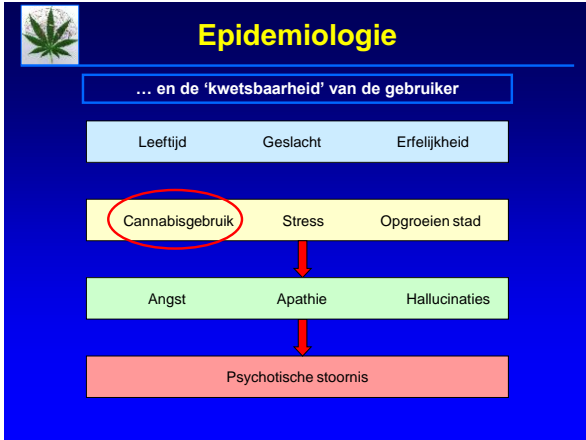 Epidemiologie
… en de ‘kwetsbaarheid’ van de gebruiker
Leeftijd Geslacht Erfelijkheid
Cannabisgebruik Stress Opgroeien stad
Angst Apathie Hallucinaties
Psychotische stoornis